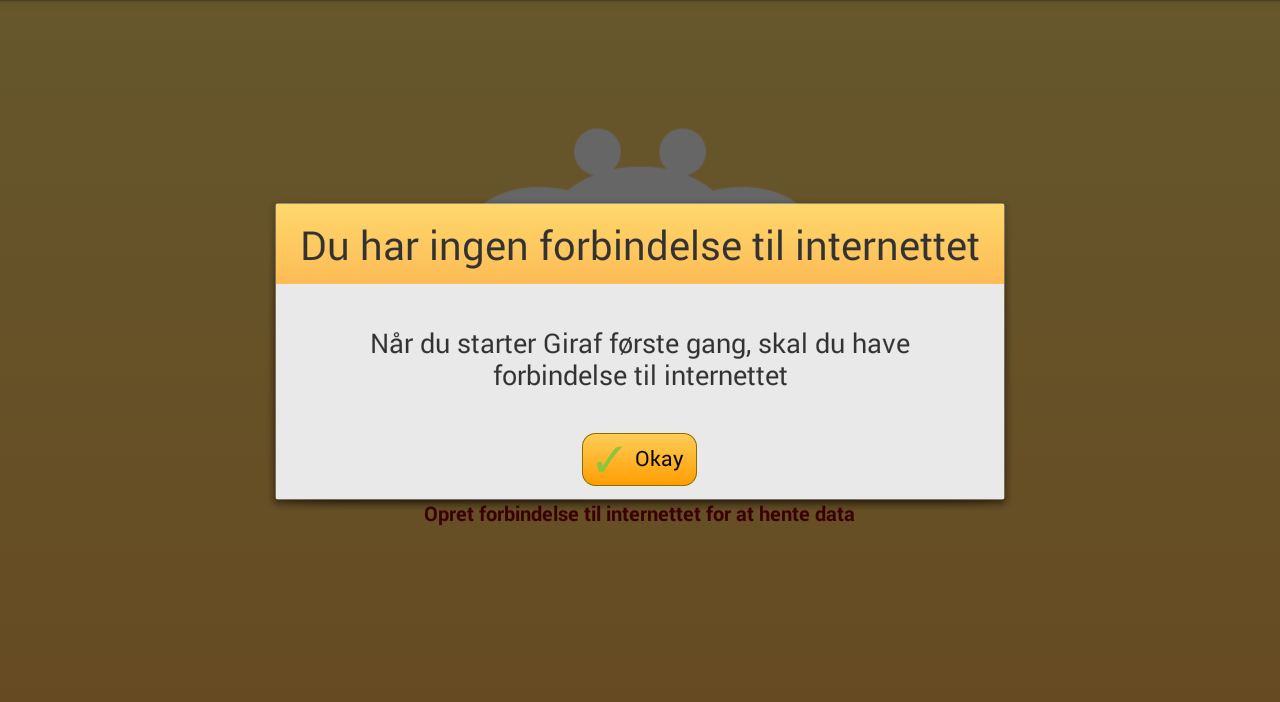 Du har ingen forbindelse til internettet
Når du starter Giraf første gang, skal du have
forbindelse til internettet
Okay
Opret forbindelse til internettet for at hente data